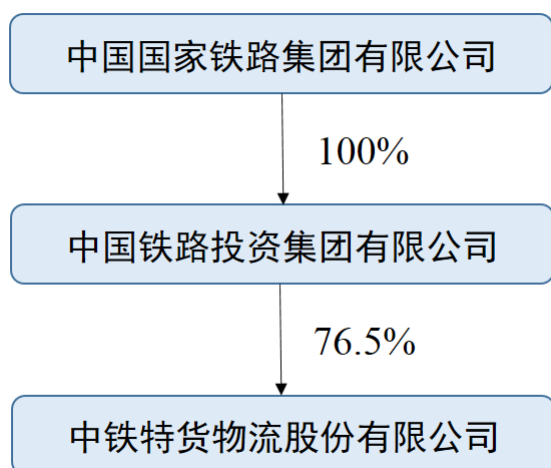 中国国家铁路集团有限公司
100%
中国铁路投资集团有限公司
76.5%
中铁特货物流股份有限公司